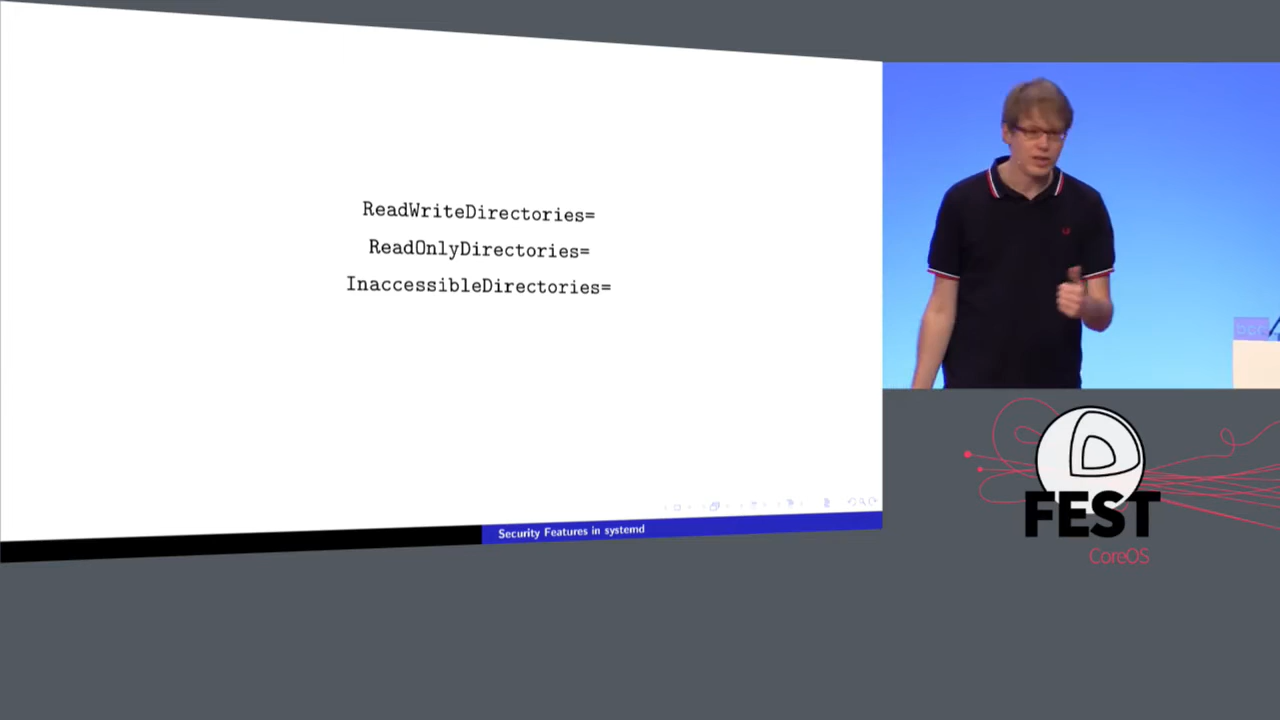 ReadWriteDirectories=
ReadOnlyDirectories=
InaccessibleDirectories=
Security Features in systemd
FEST
CoreOS